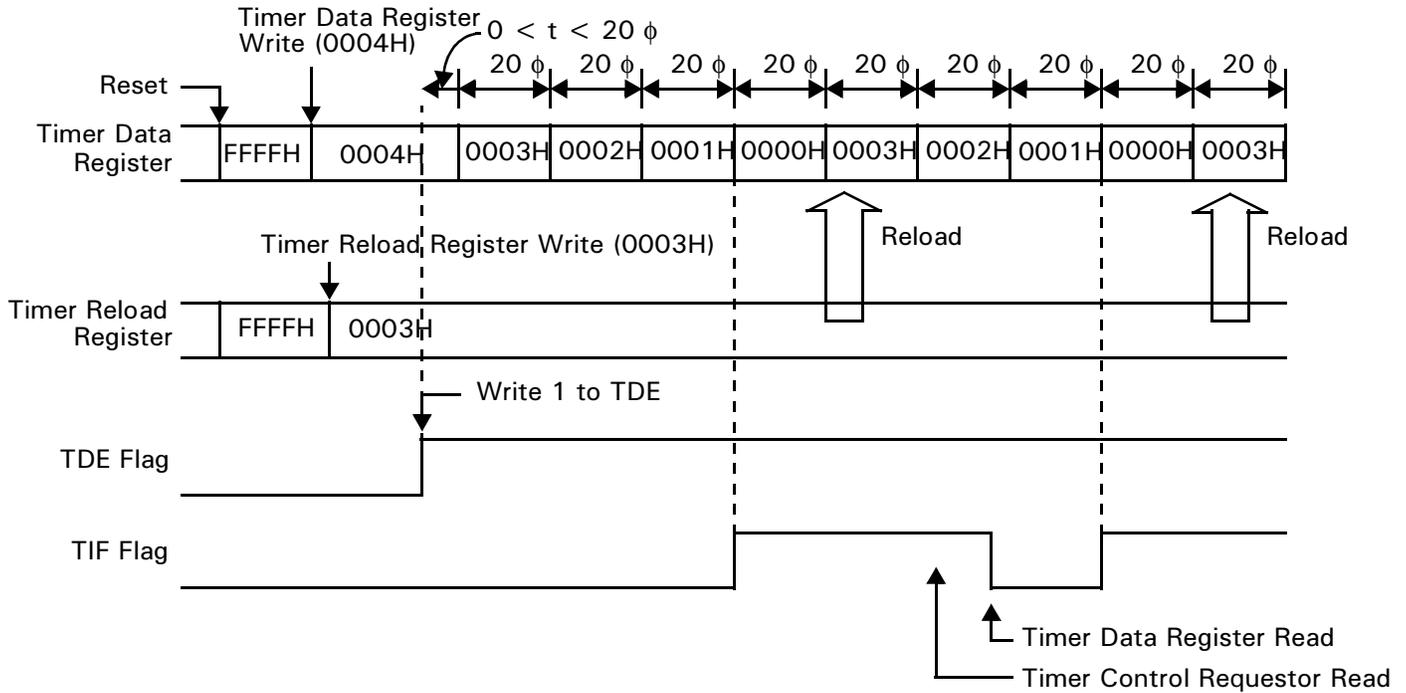 Timer Data Register
Write (0004H)
0 < t < 20 ϕ
20 ϕ 20 ϕ 20 ϕ 20 ϕ 20 ϕ 20 ϕ 20 ϕ 20 ϕ 20 ϕ
Reset
Timer Data
Register
FFFFH 0004H 0003H 0002H 0001H 0000H 0003H 0002H 0001H 0000H 0003H
Reload
Reload
Timer Reload Register Write (0003H)
Timer Reload
Register
FFFFH 0003H
Write 1 to TDE
TDE Flag
TIF Flag
Timer Data Register Read
Timer Control Requestor Read